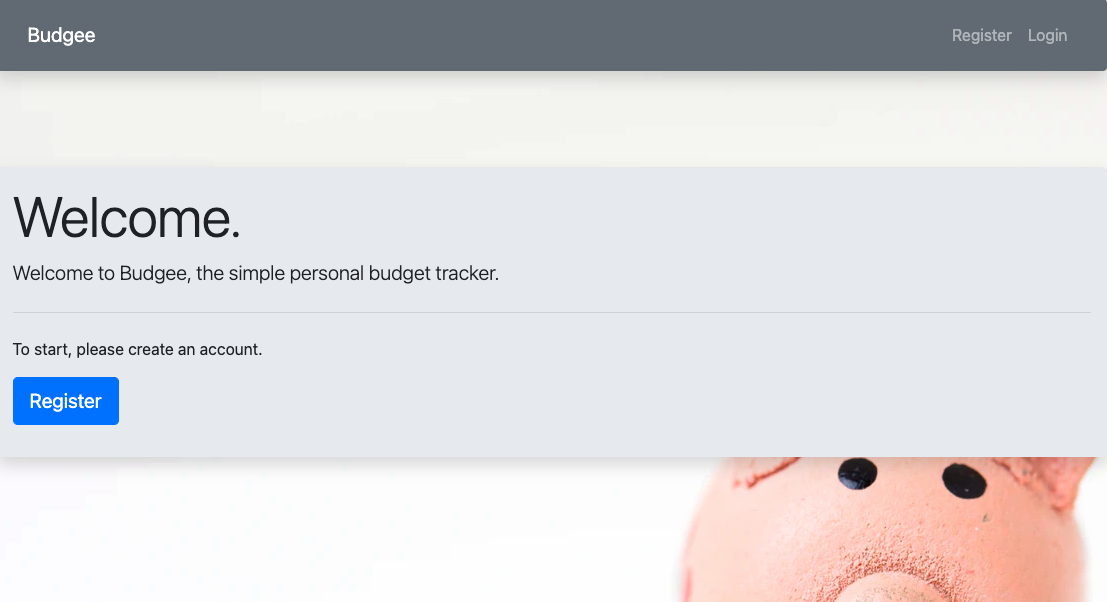 Budgee
Register Login
Welcome.
Welcome to Budgee, the simple personal budget tracker.
To start, please create an account.
Register